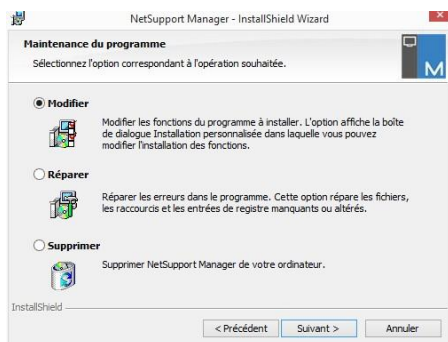 NetSupport Manager - InstallShield Wizard
Maintenance du programme
Sélectionnez l'option correspondant à l'opération souhaitée.
M
Modifier
Modifier les fonctions du programme à installer. L'option affiche la boîte
de dialogue Installation personnalisée dans laquelle vous pouvez
modifier l'installation des fonctions.
Réparer
Réparer les erreurs dans le programme. Cette option répare les fichiers,
les raccourcis et les entrées de registre manquants ou altérés.
Supprimer
Supprimer NetSupport Manager de votre ordinateur.
InstallShield
< Précédent Suivant > Annuler